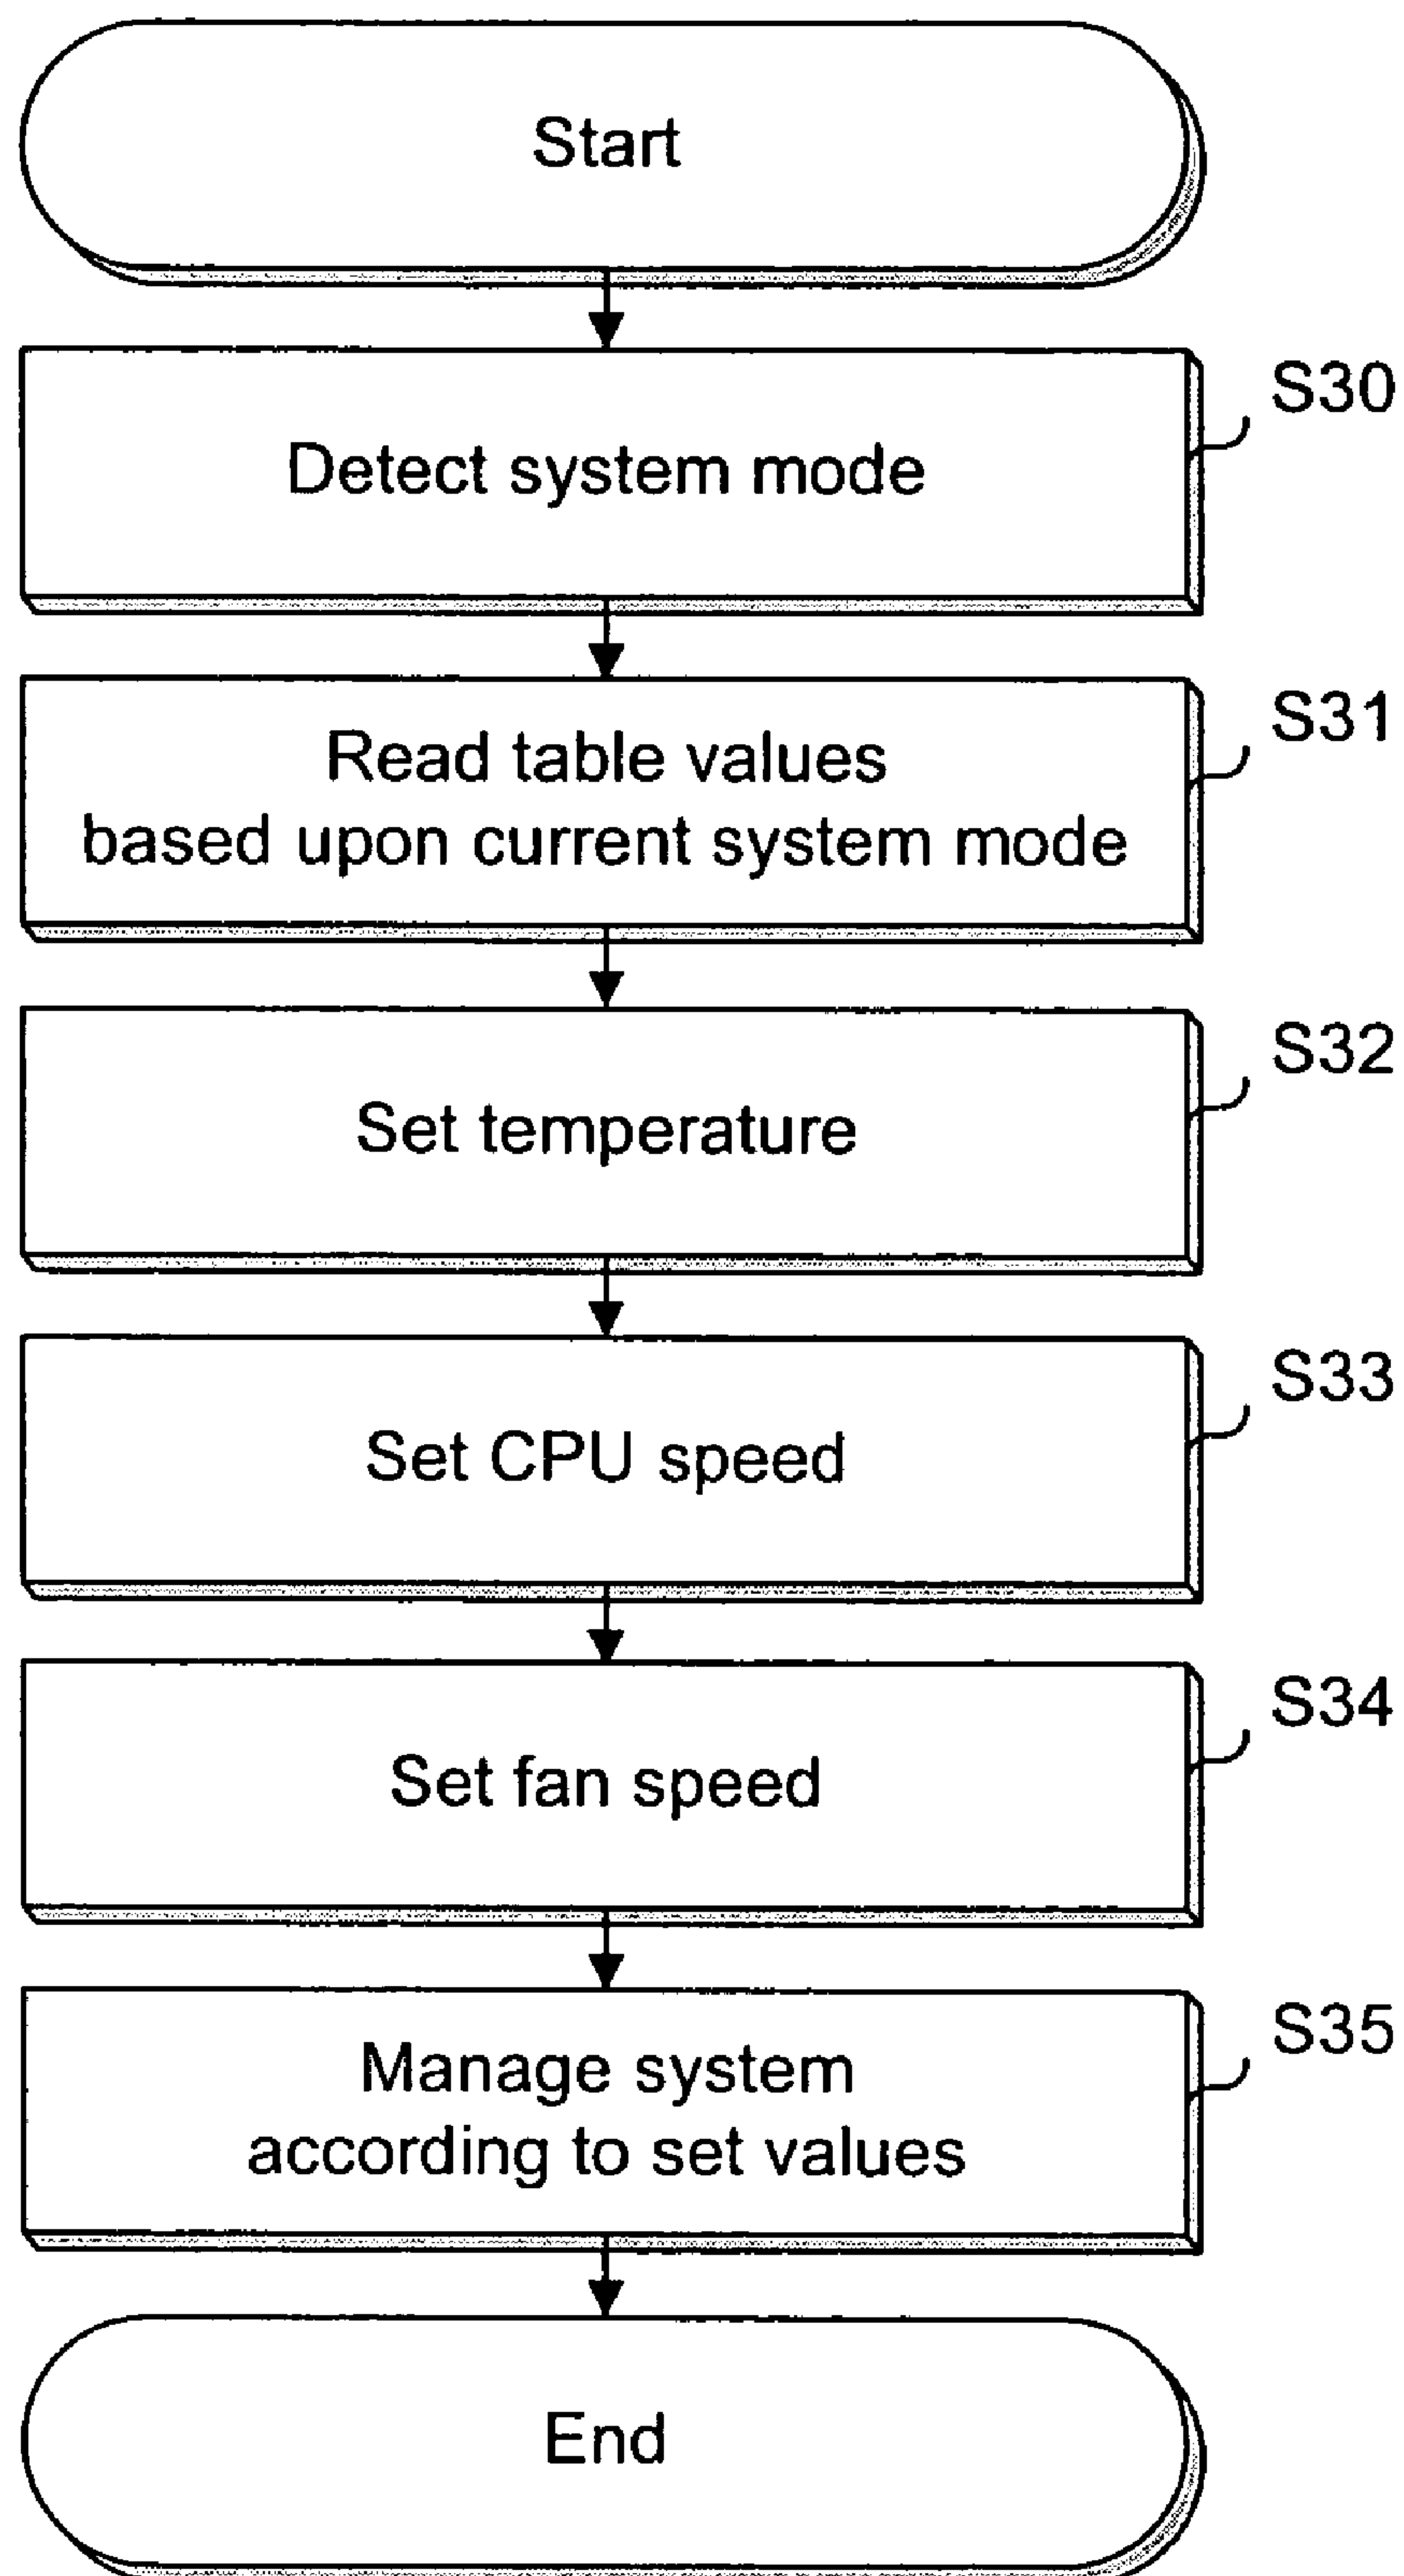 Start
S30
Detect system mode
S31
Read table values
based upon current system mode
S32
Set temperature
S33
Set CPU speed
S34
Set fan speed
S35
Manage system
according to set values
End